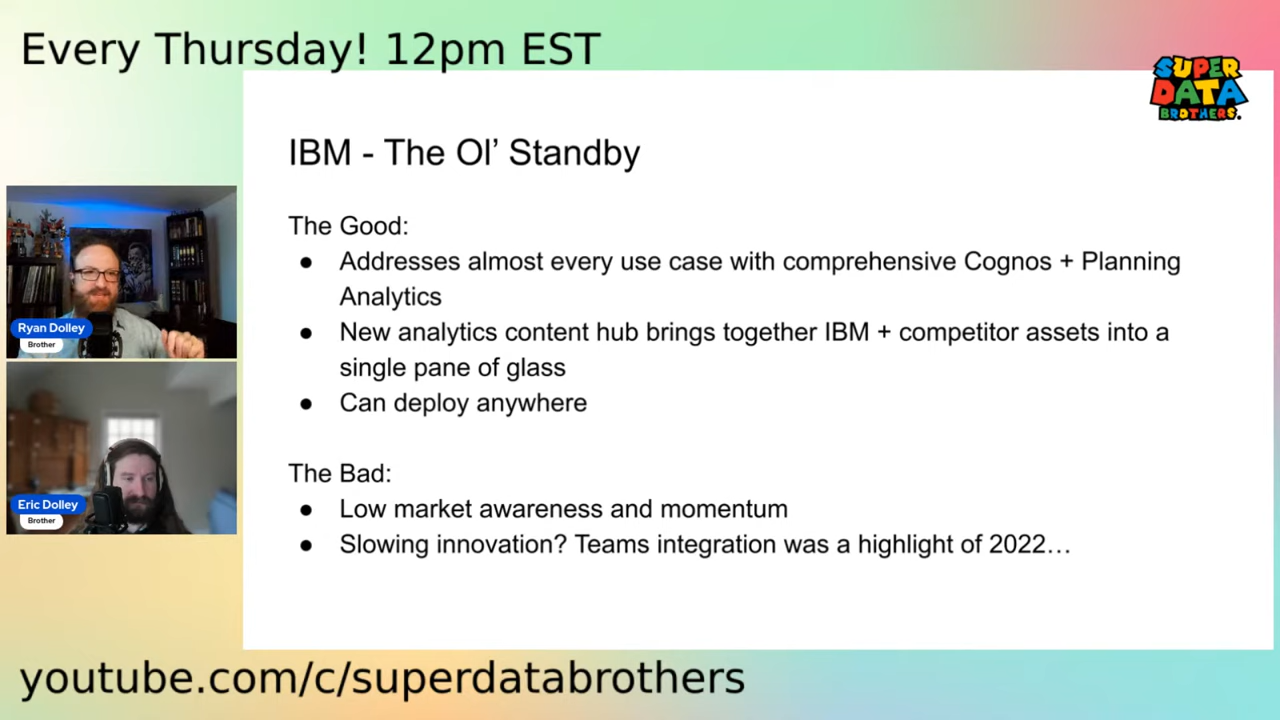 Every Thursday! 12pm EST
SUPER
DATA
BROTHERS.
IBM - The Ol’ Standby
The Good:
● Addresses almost every use case with comprehensive Cognos + Planning
Analytics
● New analytics content hub brings together IBM + competitor assets into a
single pane of glass
● Can deploy anywhere
The Bad:
● Low market awareness and momentum
● Slowing innovation? Teams integration was a highlight of 2022…
Ryan Dolley
Brother
Eric Dolley
Brother
youtube.com/c/superdatabrothers